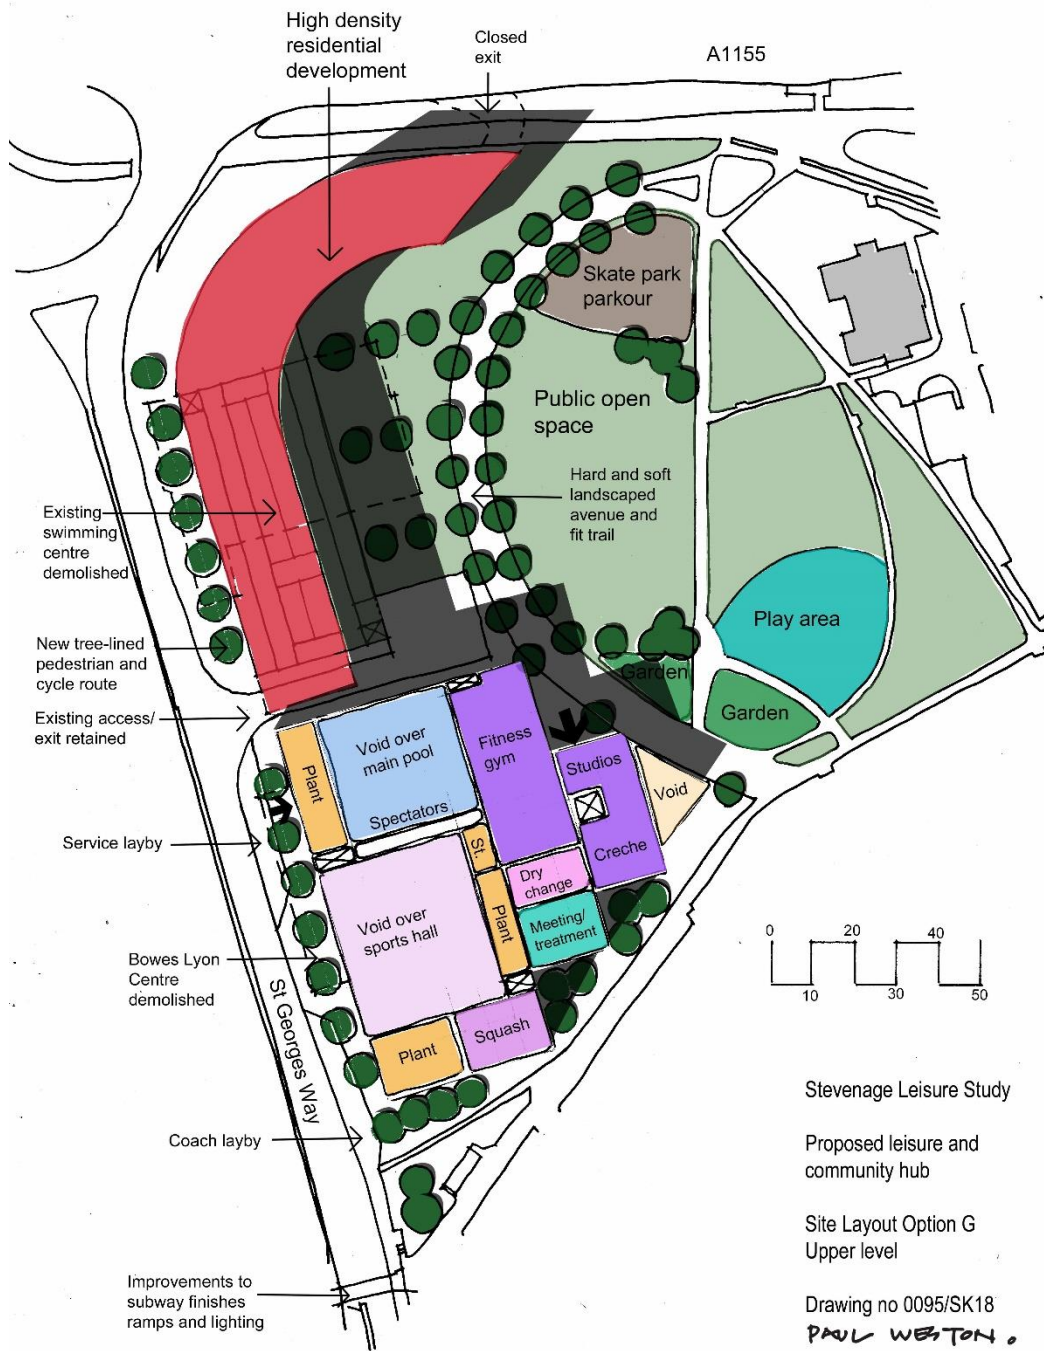 High density
residential
development
Closed
exit
A1155
Skate park
parkour
Public open
space
Hard and soft
landscaped
avenue and
fit trail
Existing
swimming
centre
demolished
Play area
New tree-lined
pedestrian and
cycle route
Garden
Garden
Existing access/
exit retained
Void over
main pool
Fitness
gym
Plant
Studios
Void
Spectators
Service layby
St.
Creche
Dry
change
Void over
sports hall
Plant
Meeting/
treatment
Bowes Lyon
Centre
demolished
0 20 40
10 30 50
St Georges Way
Squash
Plant
Coach layby
Stevenage Leisure Study
Proposed leisure and
community hub
Site Layout Option G
Upper level
Improvements to
subway finishes
ramps and lighting
Drawing no 0095/SK18
PAUL WESTON.